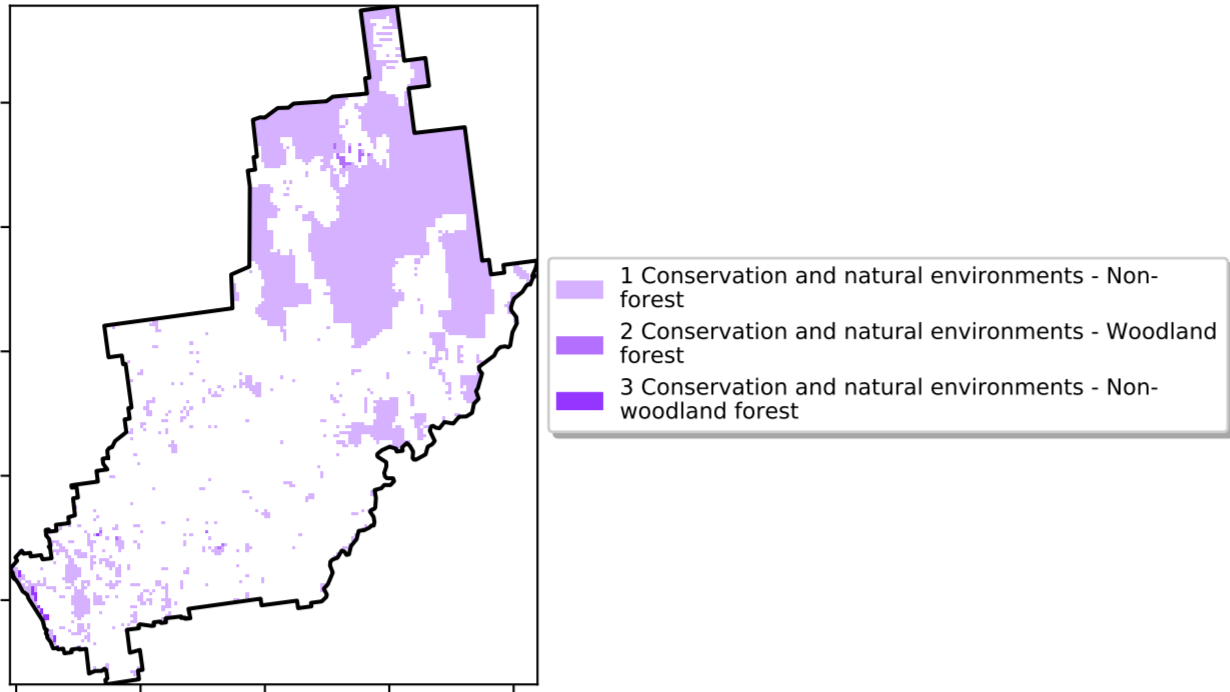 1 Conservation and natural environments - Non-
forest
2 Conservation and natural environments - Woodland
forest
3 Conservation and natural environments - Non-
woodland forest